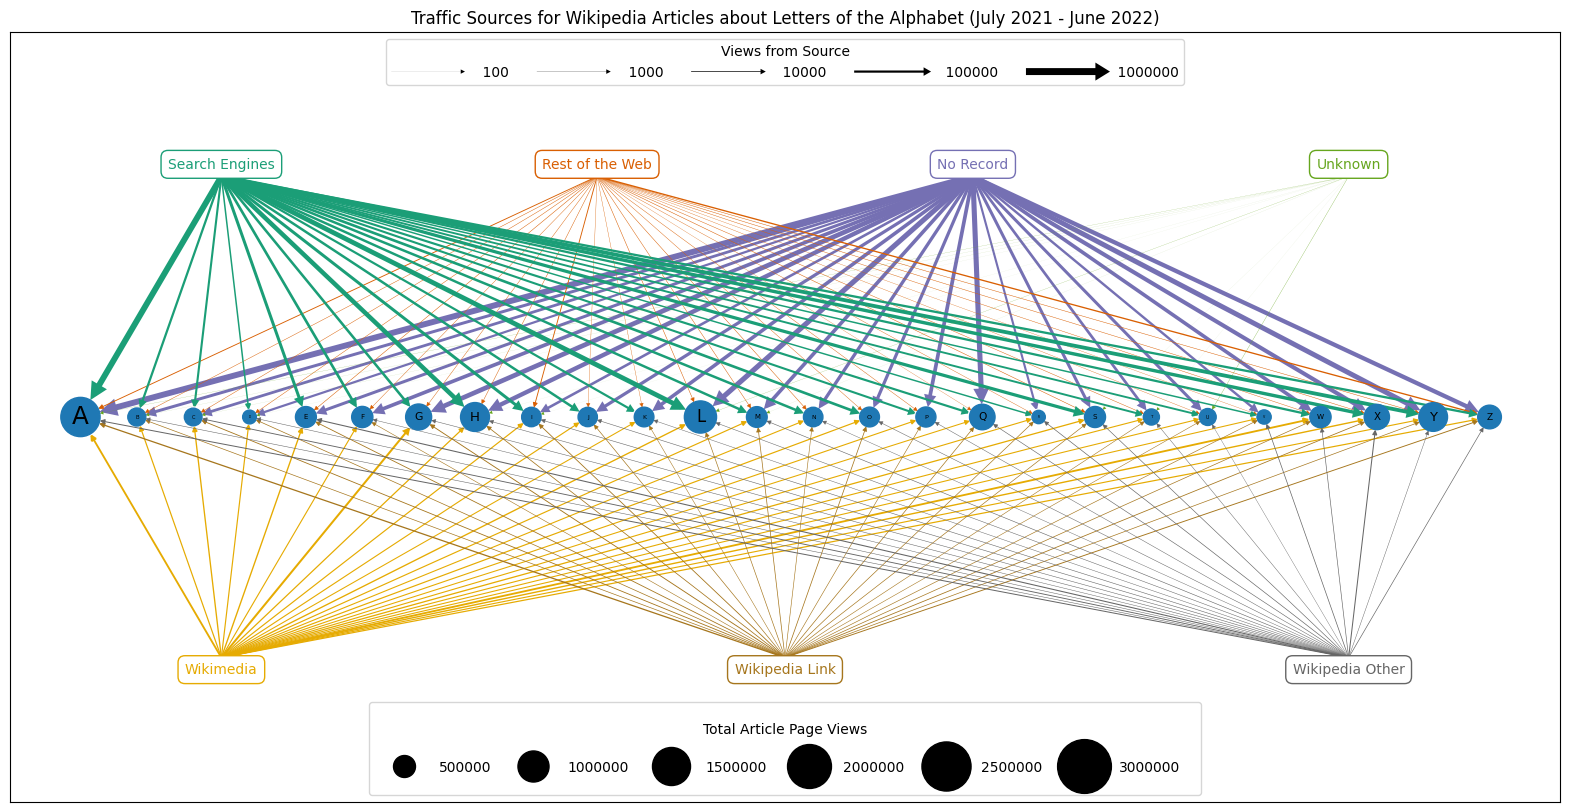 Traffic Sources for Wikipedia Articles about Letters of the Alphabet (July 2021 - June 2022)
Views from Source
100 1000 10000 100000 1000000
Search Engines Rest of the Web No Record Unknown
A B C E F G H I J K L M N O P Q S T U W X Y Z
Wikimedia Wikipedia Link Wikipedia Other
Total Article Page Views
500000 1000000 1500000 2000000 2500000 3000000